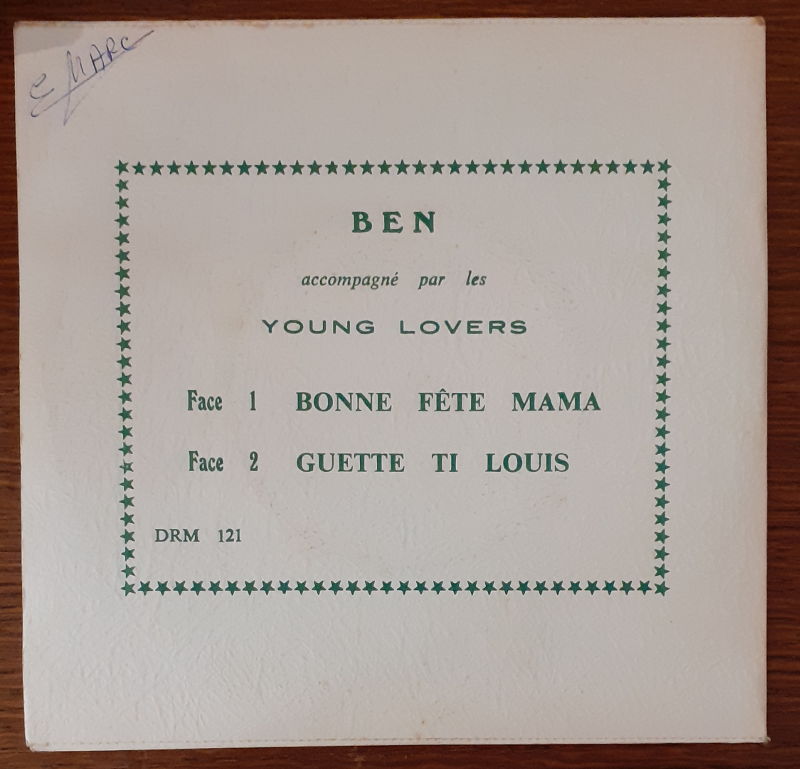 MARC
BEN
accompagné par les
YOUNG LOVERS
Face 1 BONNE FÊTE MAMA
Face 2 GUETTE TI LOUIS
DRM 121